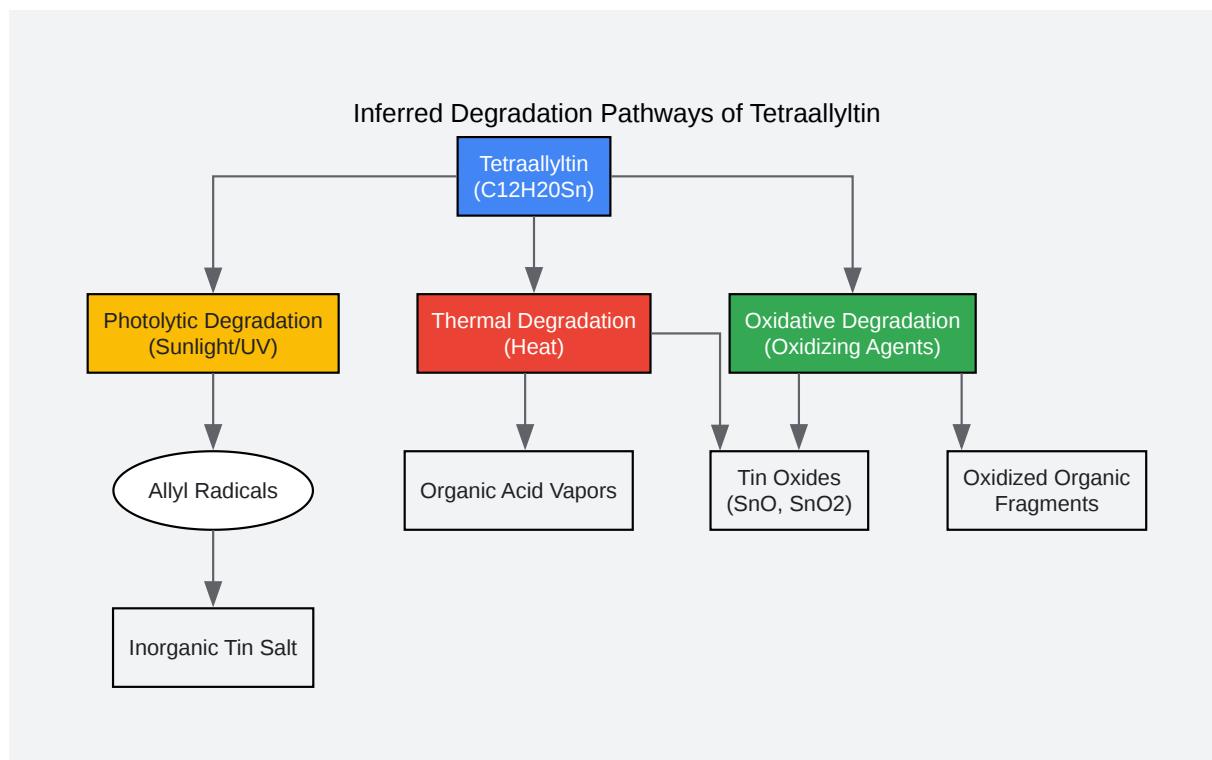 Inferred Degradation Pathways of Tetraallyltin
Tetraallyltin
(C12H20Sn)
Photolytic Degradation
(Sunlight/UV)
Thermal Degradation
(Heat)
Oxidative Degradation
(Oxidizing Agents)
Allyl Radicals
Organic Acid Vapors
Tin Oxides
(SnO, SnO2)
Oxidized Organic
Fragments
Inorganic Tin Salt